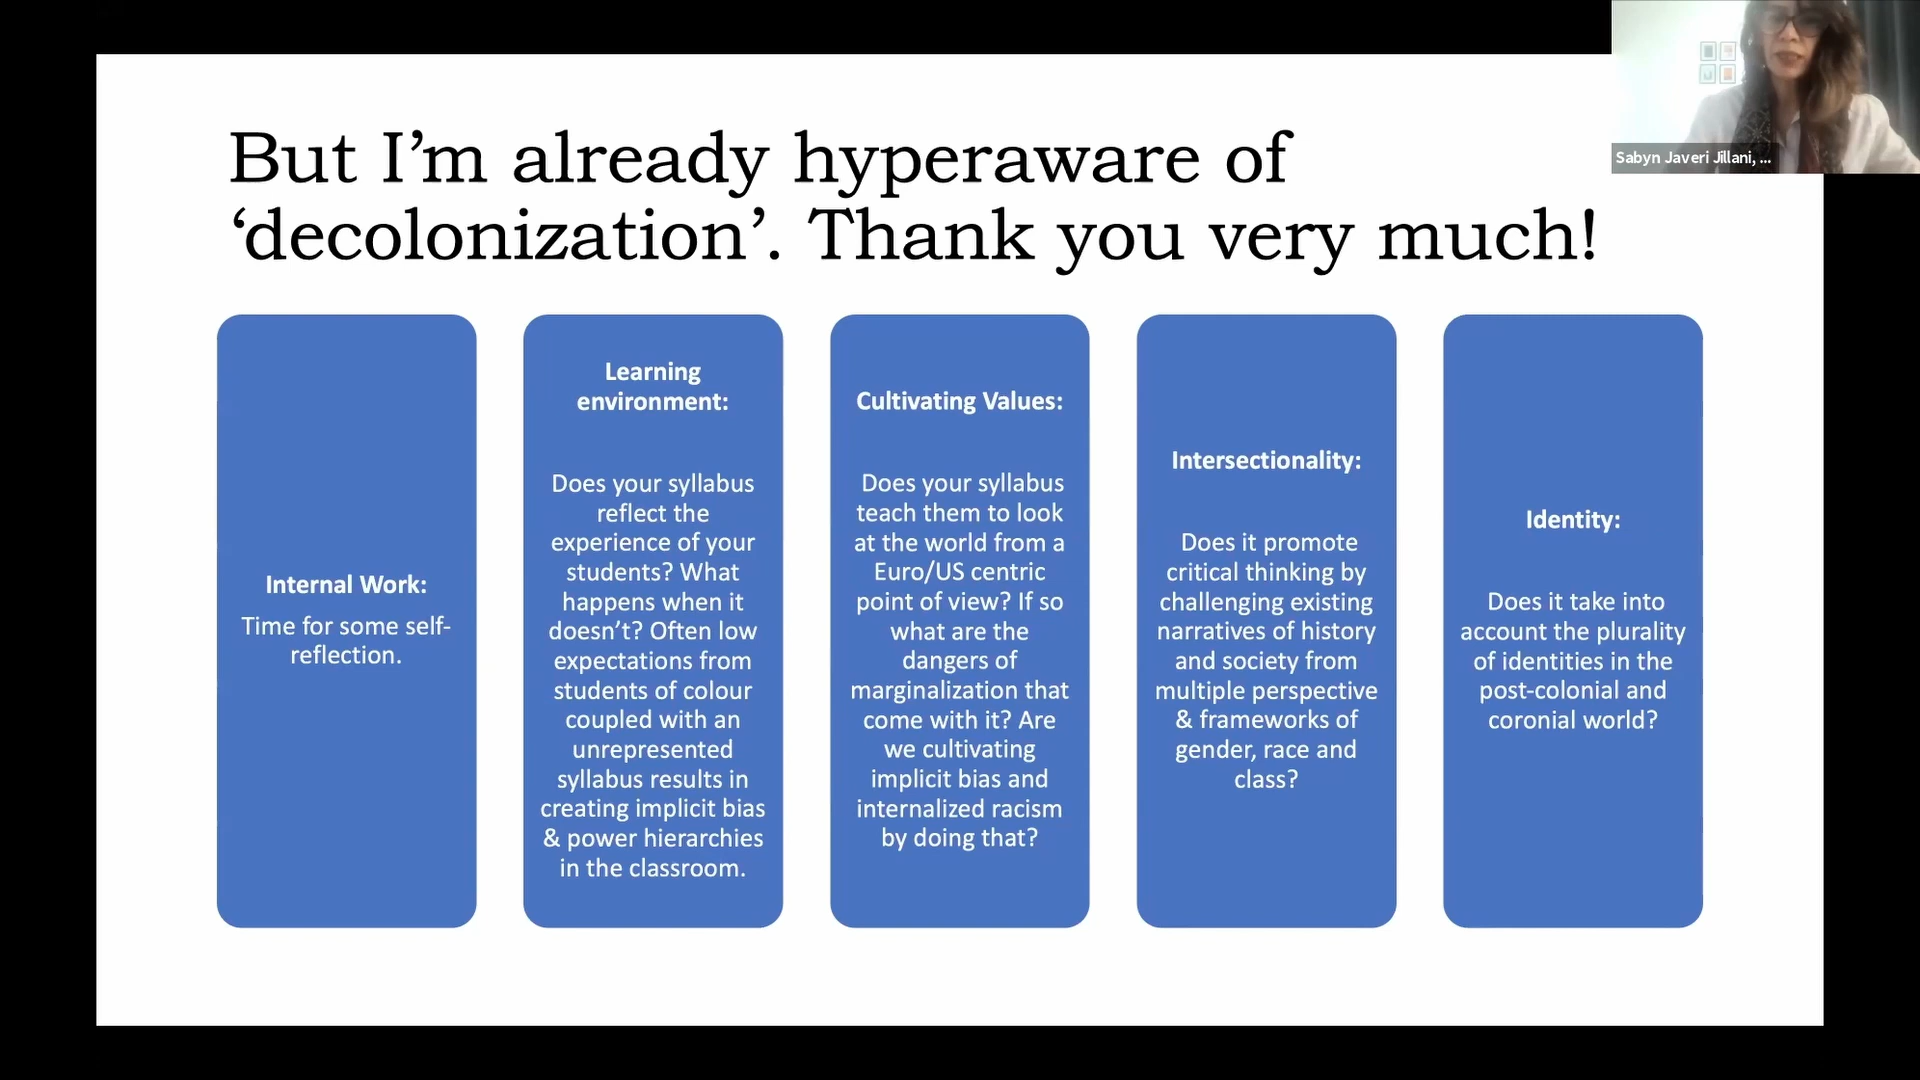 Sabyn Javeri Jillani, ...
But I’m already hyperaware of
‘decolonization’. Thank you very much!
Internal Work:
Time for some self-
reflection.
Learning
environment:
Does your syllabus
reflect the
experience of your
students? What
happens when it
doesn’t? Often low
expectations from
students of colour
coupled with an
unrepresented
syllabus results in
creating implicit bias
& power hierarchies
in the classroom.
Cultivating Values:
Does your syllabus
teach them to look
at the world from a
Euro/US centric
point of view? If so
what are the
dangers of
marginalization that
come with it? Are
we cultivating
implicit bias and
internalized racism
by doing that?
Intersectionality:
Does it promote
critical thinking by
challenging existing
narratives of history
and society from
multiple perspective
& frameworks of
gender, race and
class?
Identity:
Does it take into
account the plurality
of identities in the
post-colonial and
coronial world?